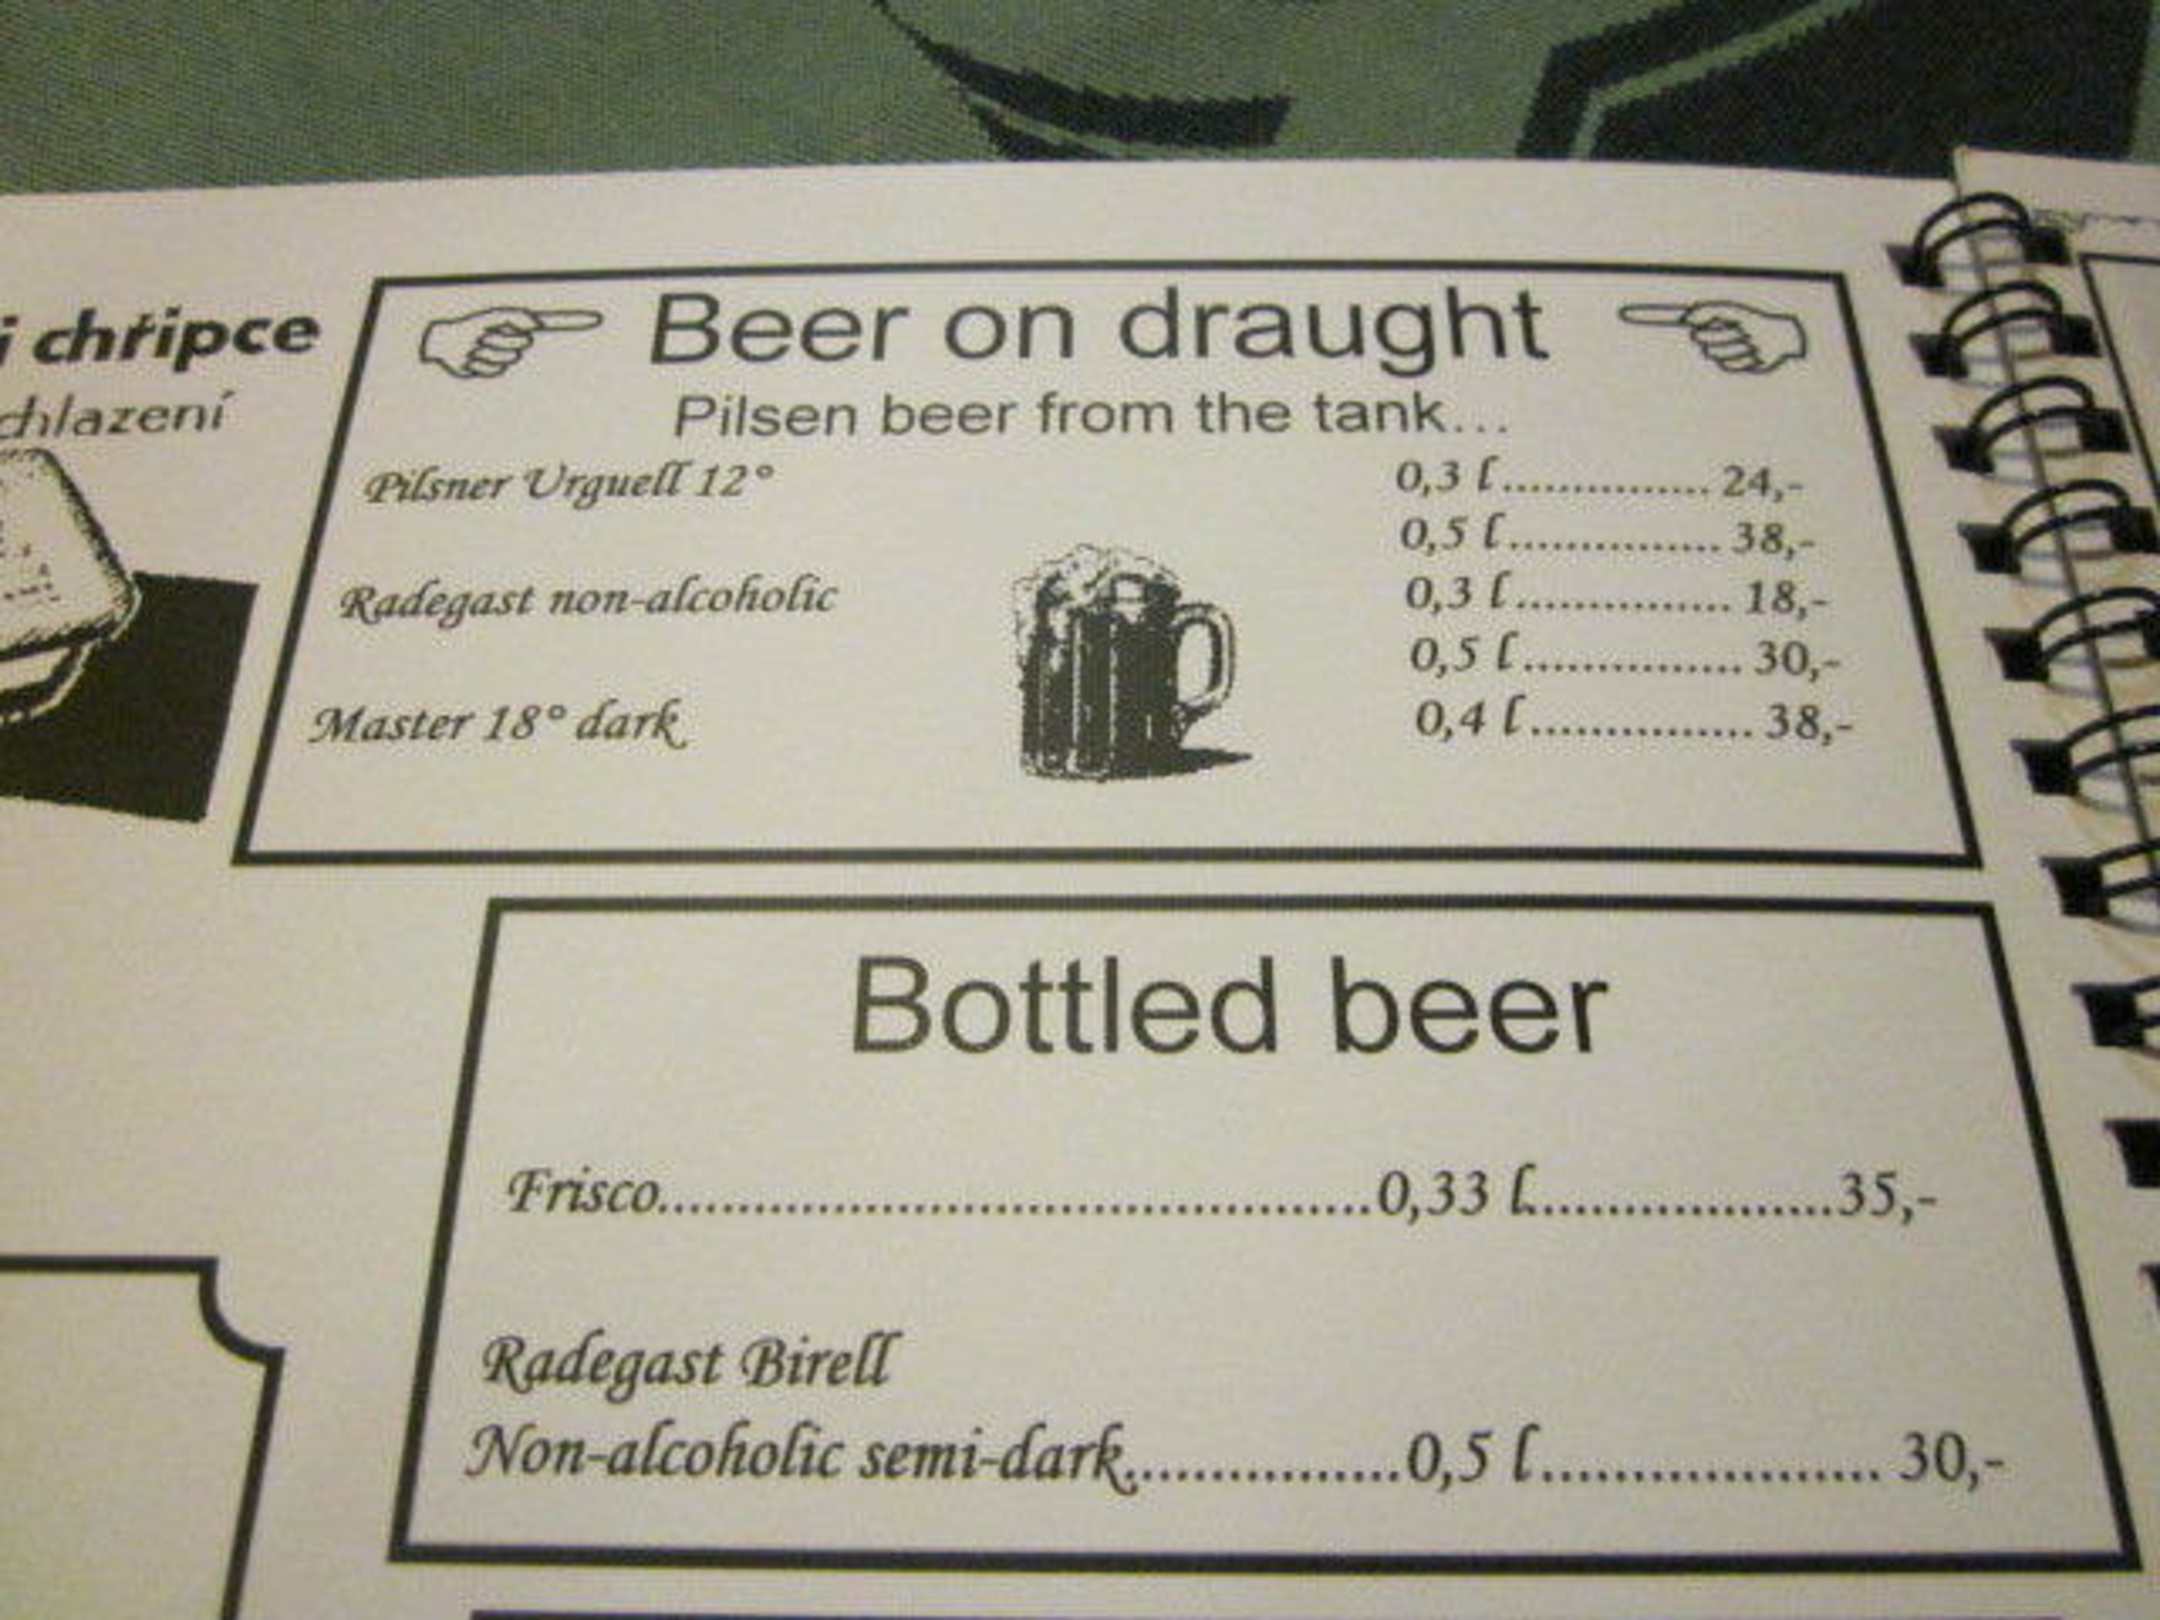 i chřipce
chlazení
Beer on draught
Pilsen beer from the tank...
Pilsner Urguell 12° 0,3 l............... 24,-
0,5 l............... 38,-
Radegast non-alcoholic 0,3 l............... 18,-
0,5 l............... 30,-
Master 18° dark 0,4 l............... 38,-
Bottled beer
Frisco..............................................0,33 l...................35,-
Radegast Birell
Non-alcoholic semi-dark.................0,5 l..................... 30,-